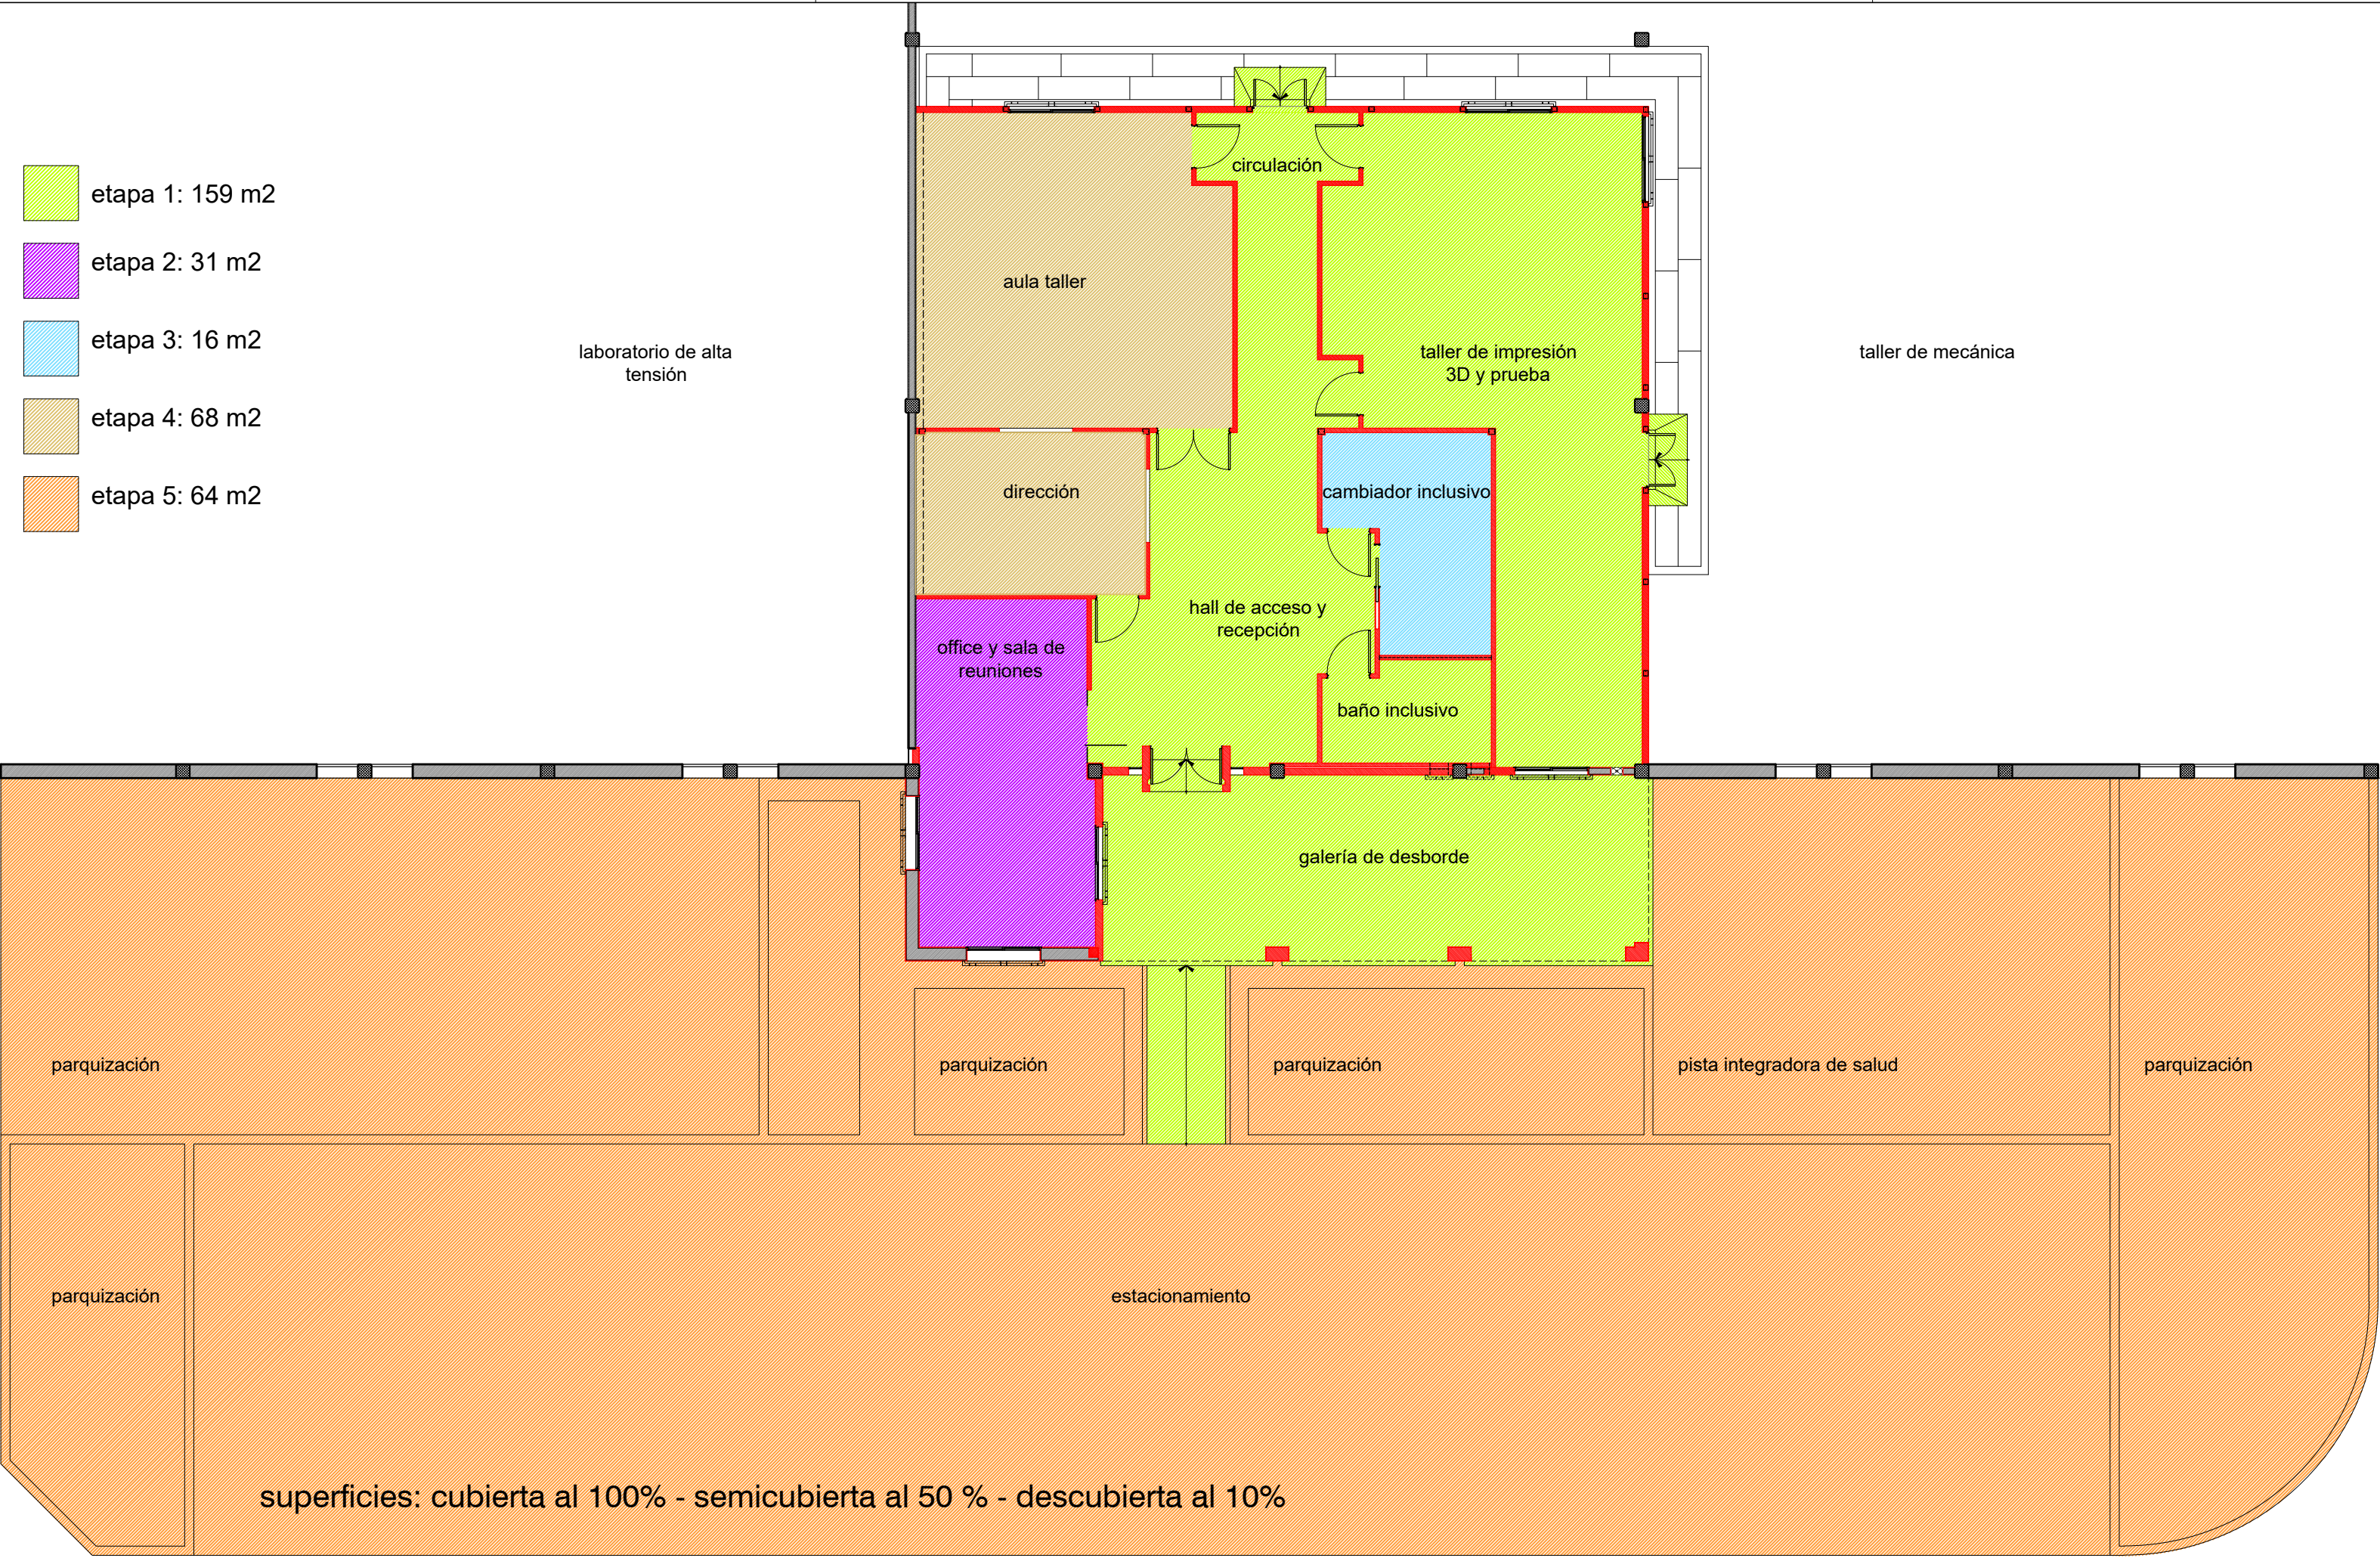 circulación
etapa 1: 159 m2
etapa 2: 31 m2
aula taller
etapa 3: 16 m2
laboratorio de alta
tensión
taller de impresión
3D y prueba
taller de mecánica
etapa 4: 68 m2
etapa 5: 64 m2
dirección
cambiador inclusivo
hall de acceso y
recepción
office y sala de
reuniones
baño inclusivo
galería de desborde
parquización
parquización
parquización
pista integradora de salud
parquización
parquización
estacionamiento
superficies: cubierta al 100% - semicubierta al 50 % - descubierta al 10%